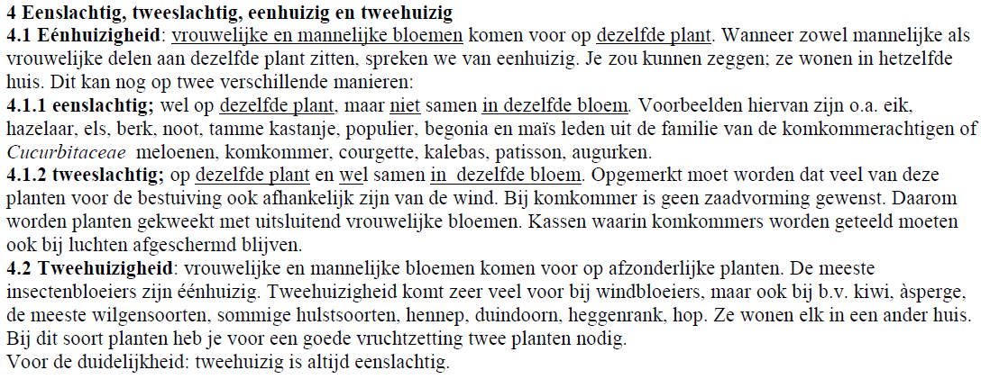 4 Eenslachtig, tweeslachtig, eenhuizig en tweehuizig
4.1 Eénhuizigheid: vrouwelijke en mannelijke bloemen komen voor op dezelfde plant. Wanneer zowel mannelijke als
vrouwelijke delen aan dezelfde plant zitten, spreken we van eenhuizig. Je zou kunnen zeggen; ze wonen in hetzelfde
huis. Dit kan nog op twee verschillende manieren:
4.1.1 eenslachtig; wel op dezelfde plant, maar niet samen in dezelfde bloem. Voorbeelden hiervan zijn o.a. eik,
hazelaar, els, berk, noot, tamme kastanje, populier, begonia en maïs leden uit de familie van de komkommerachtigen of
Cucurbitaceae meloenen, komkommer, courgette, kalebas, patisson, augurken.
4.1.2 tweeslachtig; op dezelfde plant en wel samen in dezelfde bloem. Opgemerkt moet worden dat veel van deze
planten voor de bestuiving ook afhankelijk zijn van de wind. Bij komkommer is geen zaadvorming gewenst. Daarom
worden planten gekweekt met uitsluitend vrouwelijke bloemen. Kassen waarin komkommers worden geteeld moeten
ook bij luchten afgeschermd blijven.
4.2 Tweehuizigheid: vrouwelijke en mannelijke bloemen komen voor op afzonderlijke planten. De meeste
insectenbloeiers zijn éénhuizig. Tweehuizigheid komt zeer veel voor bij windbloeiers, maar ook bij b.v. kiwi, àsperge,
de meeste wilgensoorten, sommige hulstsoorten, hennep, duindoorn, heggenrank, hop. Ze wonen elk in een ander huis.
Bij dit soort planten heb je voor een goede vruchtzetting twee planten nodig.
Voor de duidelijkheid: tweehuizig is altijd eenslachtig.